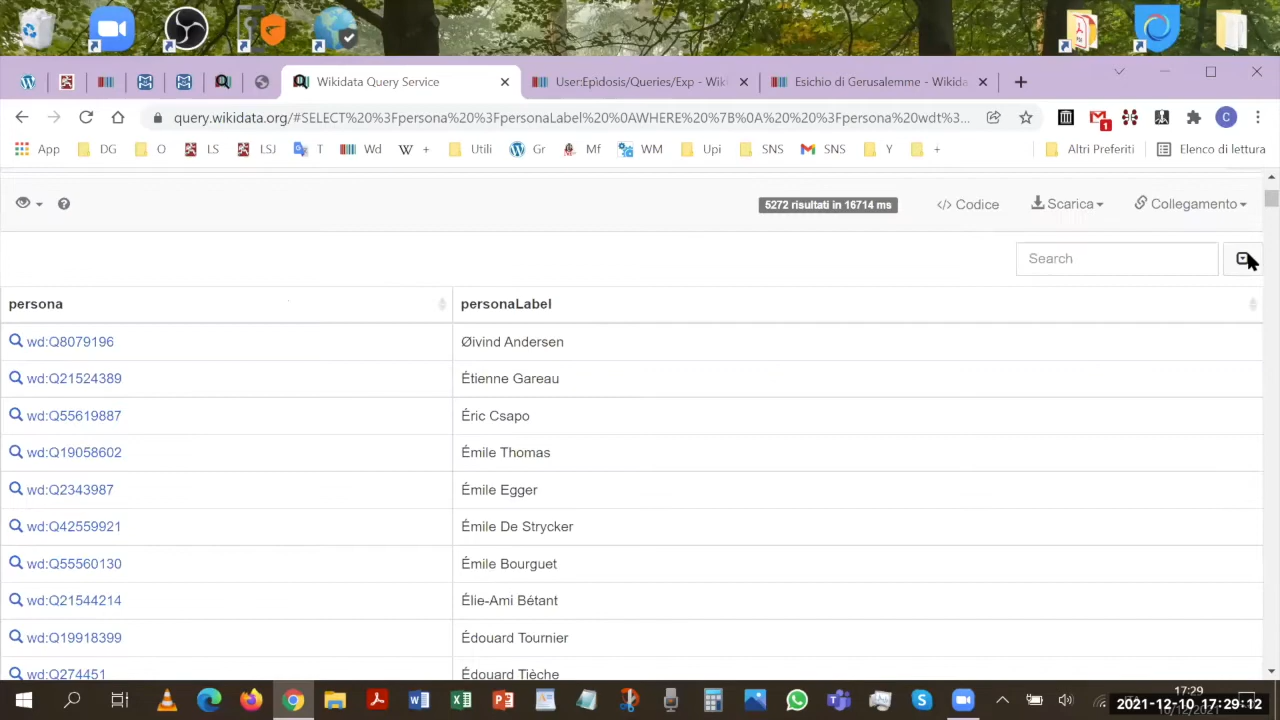 Wikidata Query Service
User:Epìdosis/Queries/Exp - Wiki
Esichio di Gerusalemme - Wikida
query.wikidata.org/#SELECT%20%3Fpersona%20%3FpersonaLabel%20%0AWHERE%20%7B%0A%20%20%3Fpersona%20wdt%3...
1
C
App
DG
O
LS
LSJ
T
Wd
+
Utili
Gr
Mf
WM
Upi
SNS
SNS
Y
+
Altri Preferiti
Elenco di lettura
5272 risultati in 16714 ms
</> Codice
Scarica
Collegamento
Search
persona
personaLabel
wd:Q8079196
Øivind Andersen
wd:Q21524389
Étienne Gareau
wd:Q55619887
Éric Csapo
wd:Q19058602
Émile Thomas
wd:Q2343987
Émile Egger
wd:Q42559921
Émile De Strycker
wd:Q55560130
Émile Bourguet
wd:Q21544214
Élie-Ami Bétant
wd:Q19918399
Édouard Tournier
wd:Q274451
Édouard Tièche
17:29
2021-12-10 17:29:12